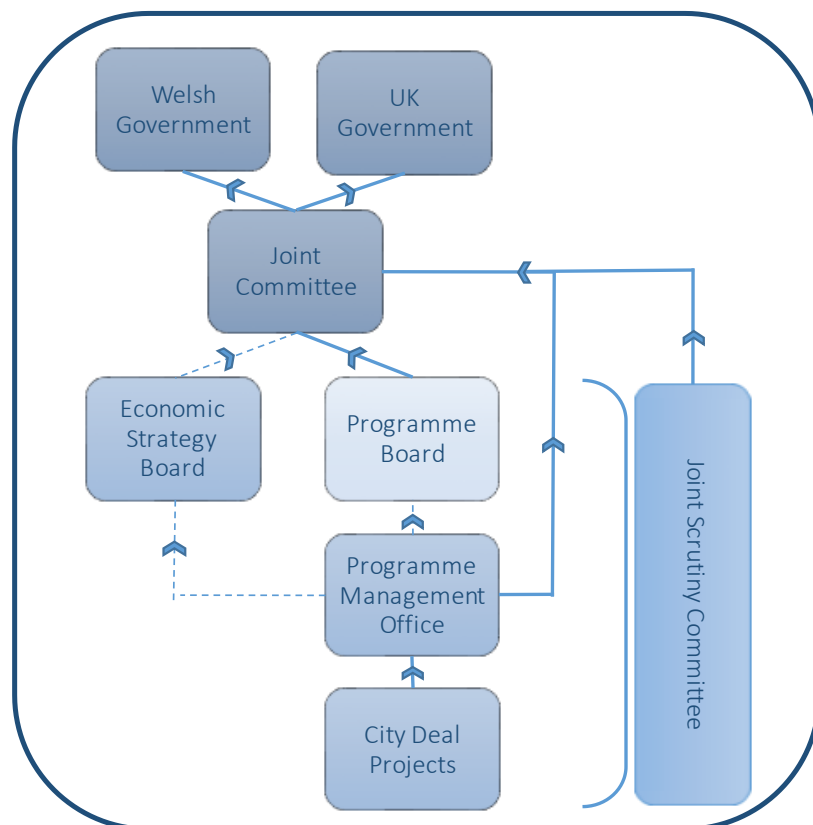 Welsh
Government
UK
Government
Joint
Committee
Economic
Strategy
Board
Programme
Board
Programme
Management
Office
City Deal
Projects
Joint Scrutiny Committee